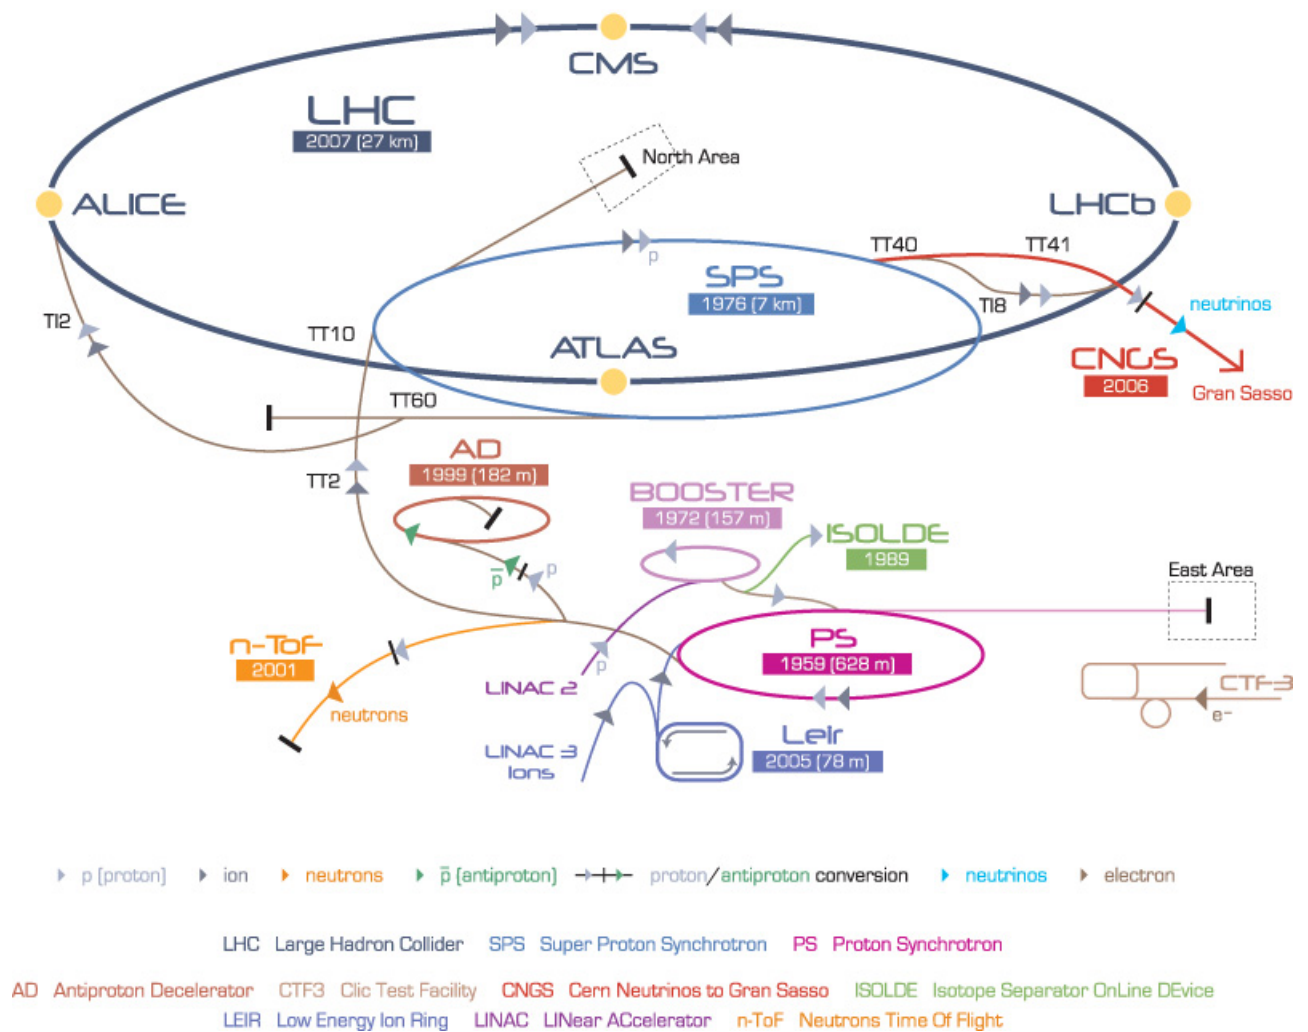 CMS
LHC
2007 (27 km)
North Area
ALICE
LHCb
TT40
TT41
p
SPS
1976 (7 km)
TI8
neutrinos
TI2
TT10
ATLAS
CNGS
2006
Gran Sasso
TT60
AD
1999 (182 m)
TT2
BOOSTER
1972 (157 m)
ISOLDE
1989
p̅
p
East Area
n-ToF
2001
PS
1959 (628 m)
p
LINAC 2
neutrons
CTF-3
e-
LINAC 3
Ions
Leir
2005 (78 m)
p (proton) ion neutrons p̅ (antiproton) proton/antiproton conversion neutrinos electron
LHC Large Hadron Collider SPS Super Proton Synchrotron PS Proton Synchrotron
AD Antiproton Decelerator CTF3 Clic Test Facility CNGS Cern Neutrinos to Gran Sasso ISOLDE Isotope Separator OnLine DEvice
LEIR Low Energy Ion Ring LINAC LINear ACcelerator n-ToF Neutrons Time Of Flight